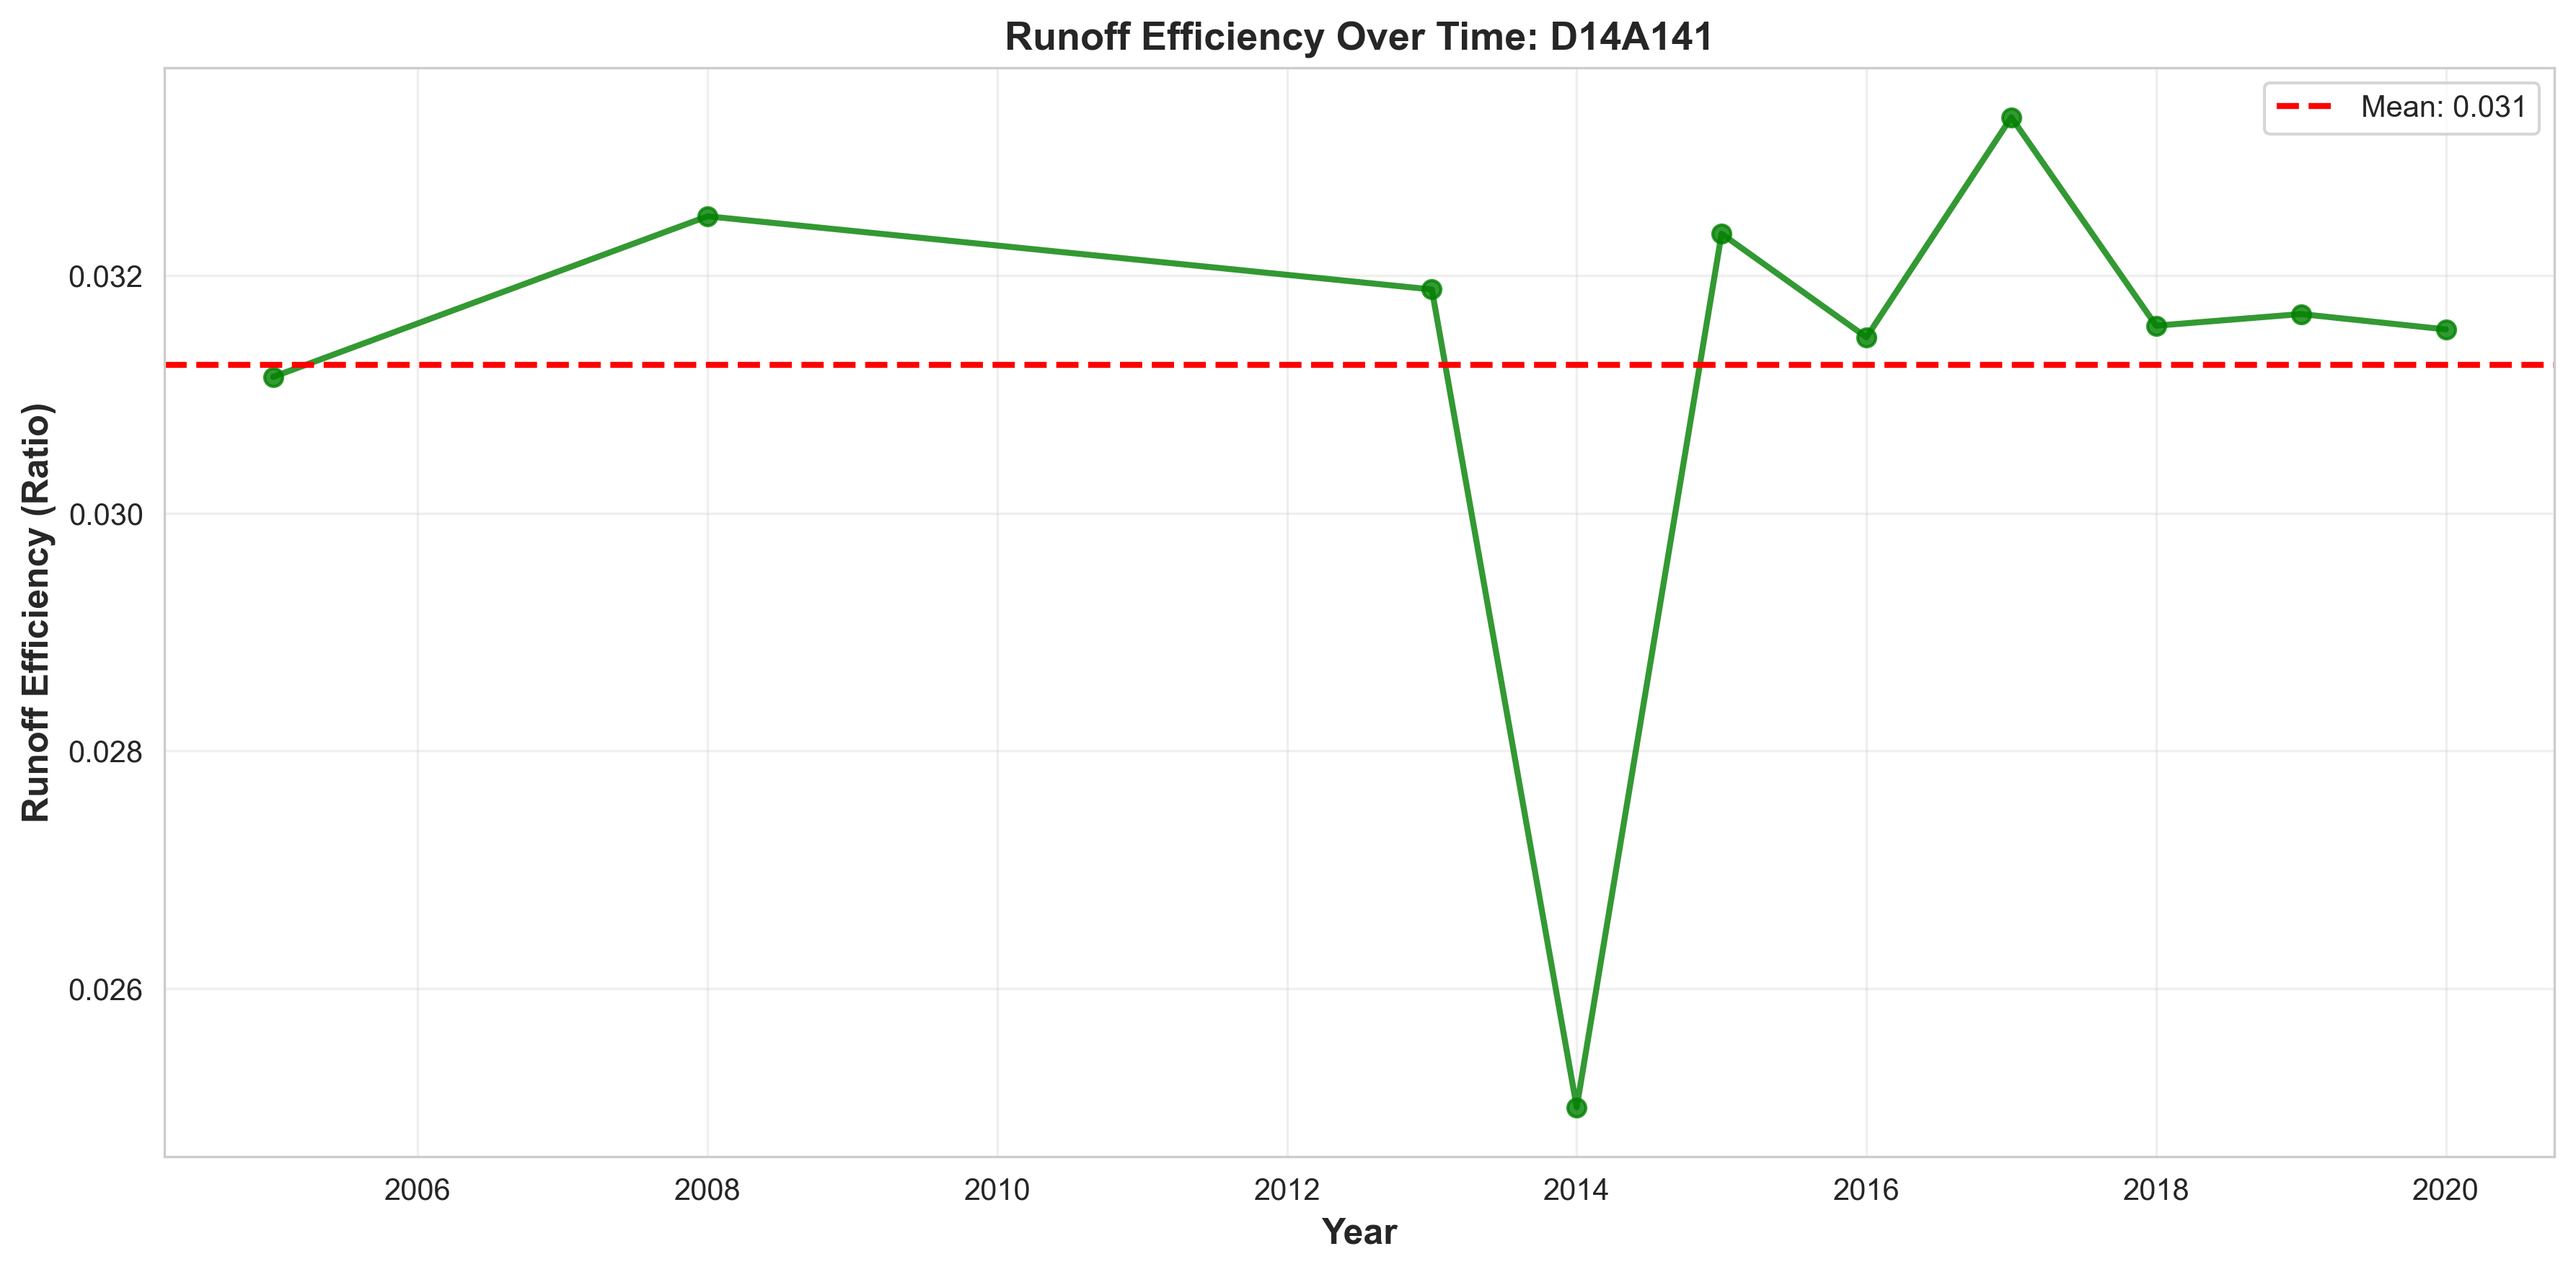 Runoff Efficiency Over Time: D14A141
Mean: 0.031
Runoff Efficiency (Ratio)
0.032
0.030
0.028
0.026
2006 2008 2010 2012 2014 2016 2018 2020
Year